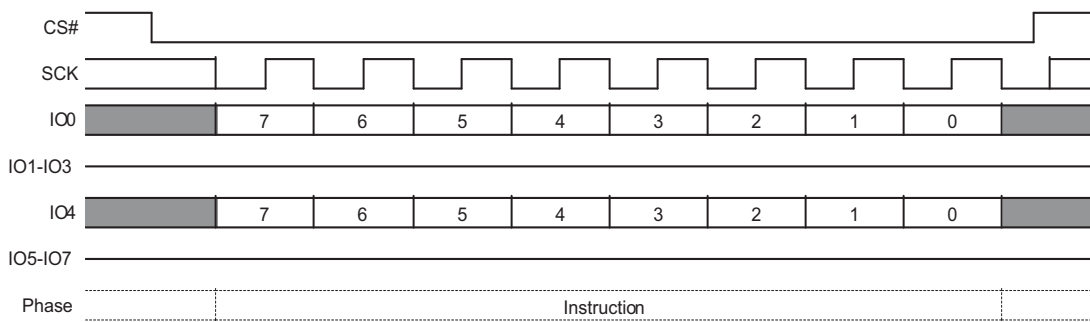 CS#
SCK
IO0 7 6 5 4 3 2 1 0
IO1-IO3
IO4 7 6 5 4 3 2 1 0
IO5-IO7
Phase Instruction